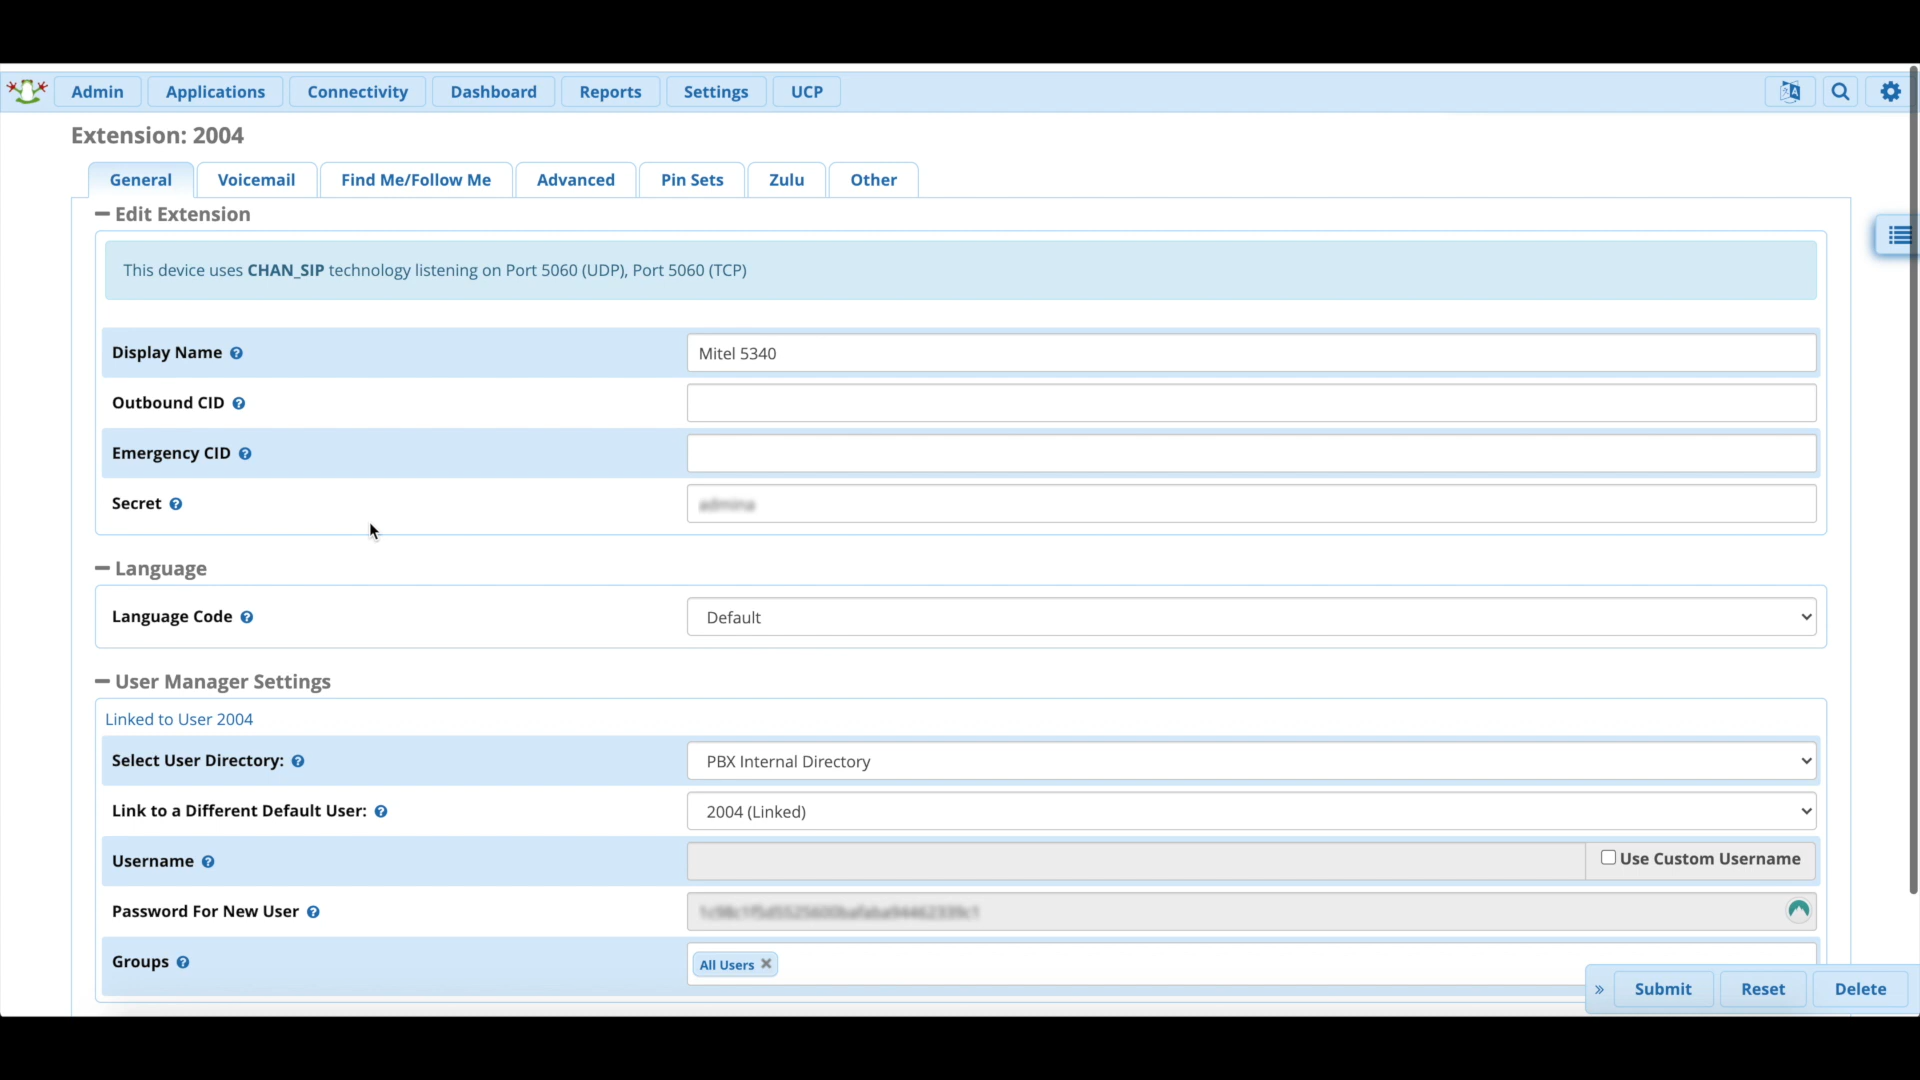 Admin Applications Connectivity Dashboard Reports Settings UCP
Extension: 2004
General Voicemail Find Me/Follow Me Advanced Pin Sets Zulu Other
Edit Extension
This device uses CHAN_SIP technology listening on Port 5060 (UDP), Port 5060 (TCP)
Display Name Mitel 5340
Outbound CID
Emergency CID
Secret
Language
Language Code Default
User Manager Settings
Linked to User 2004
Select User Directory: PBX Internal Directory
Link to a Different Default User: 2004 (Linked)
Username Use Custom Username
Password For New User
Groups All Users
» Submit Reset Delete